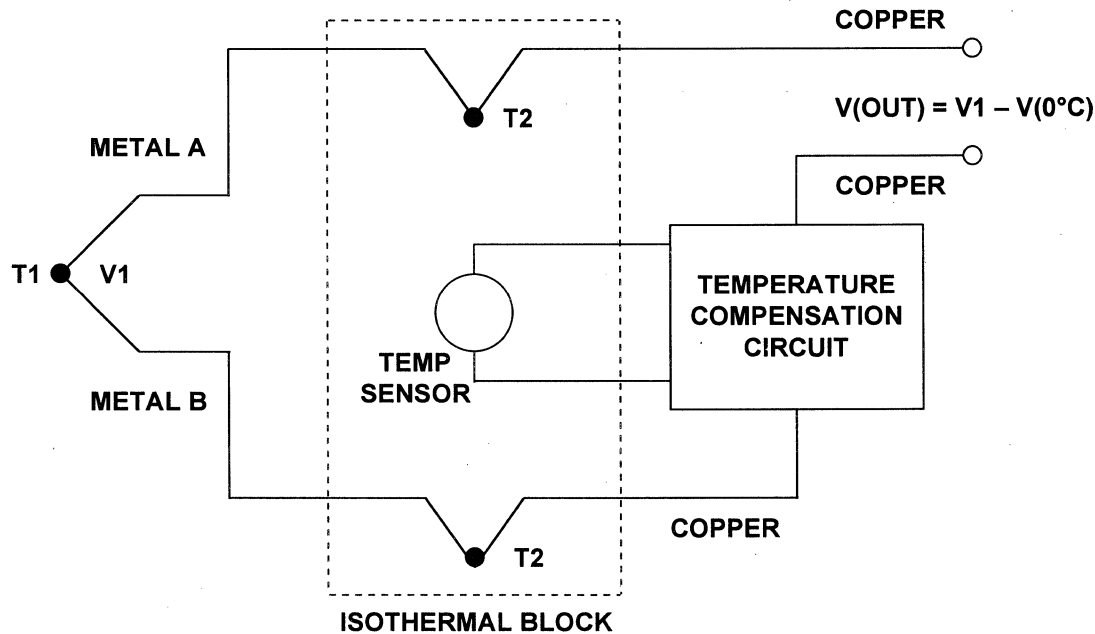 COPPER
V(OUT) = V1 – V(0°C)
COPPER
METAL A
T2
T1
V1
TEMPERATURE
COMPENSATION
CIRCUIT
TEMP
SENSOR
METAL B
COPPER
T2
ISOTHERMAL BLOCK